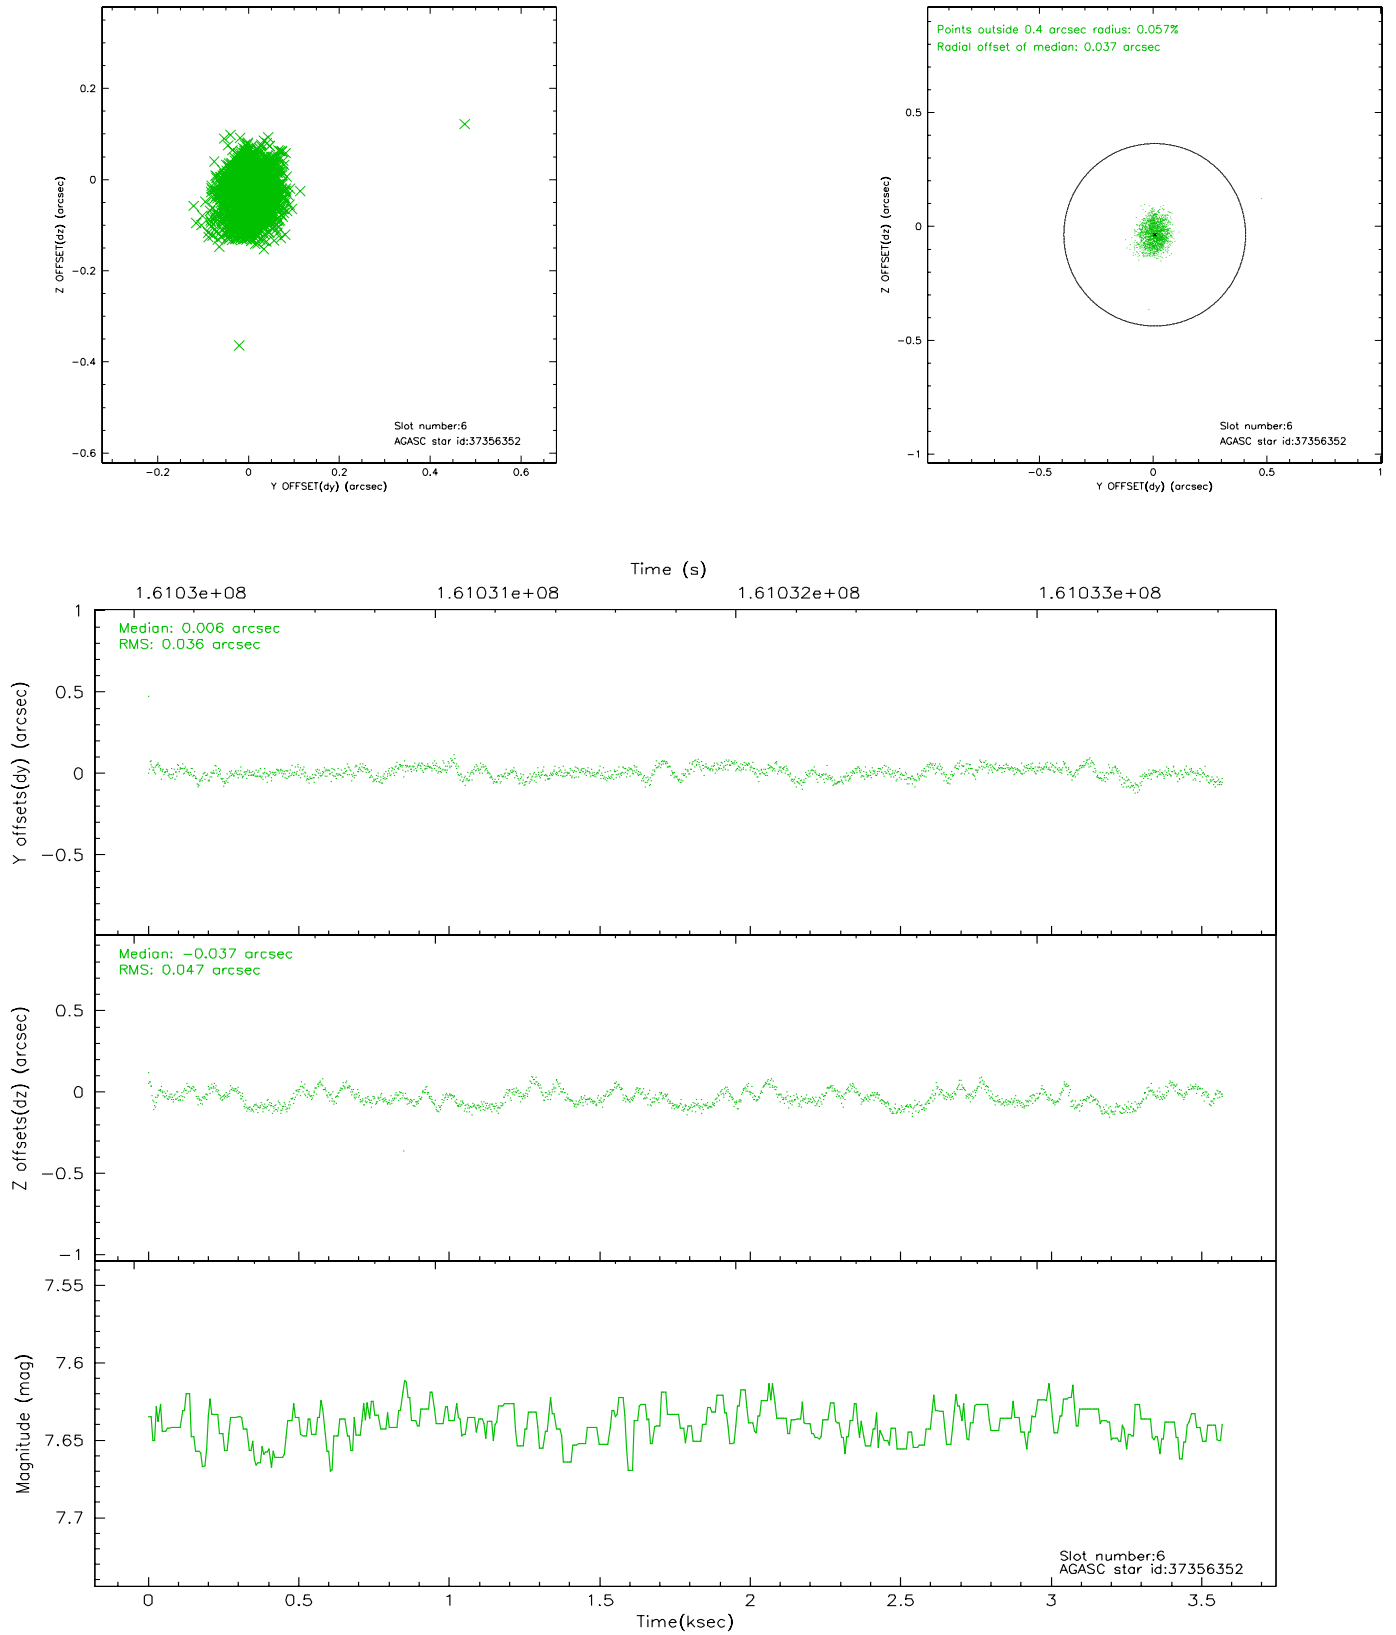 0.2
0
−0.2
−0.4
−0.6
Z OFFSET(dz) (arcsec)
−0.2
0
0.2
0.4
0.6
Y OFFSET(dy) (arcsec)
Slot number:6
AGASC star id:37356352
Points outside 0.4 arcsec radius: 0.057%
Radial offset of median: 0.037 arcsec
0.5
0
−0.5
−1
Z OFFSET(dz) (arcsec)
−0.5
0
0.5
1
Y OFFSET(dy) (arcsec)
Slot number:6
AGASC star id:37356352
Time (s)
1.6103e+08
1.61031e+08
1.61032e+08
1.61033e+08
Median: 0.006 arcsec
RMS: 0.036 arcsec
1
0.5
0
−0.5
Y offsets(dy) (arcsec)
Median: −0.037 arcsec
RMS: 0.047 arcsec
0.5
0
−0.5
−1
Z offsets(dz) (arcsec)
7.55
7.6
7.65
7.7
Magnitude (mag)
Slot number:6
AGASC star id:37356352
0
0.5
1
1.5
2
2.5
3
3.5
Time(ksec)